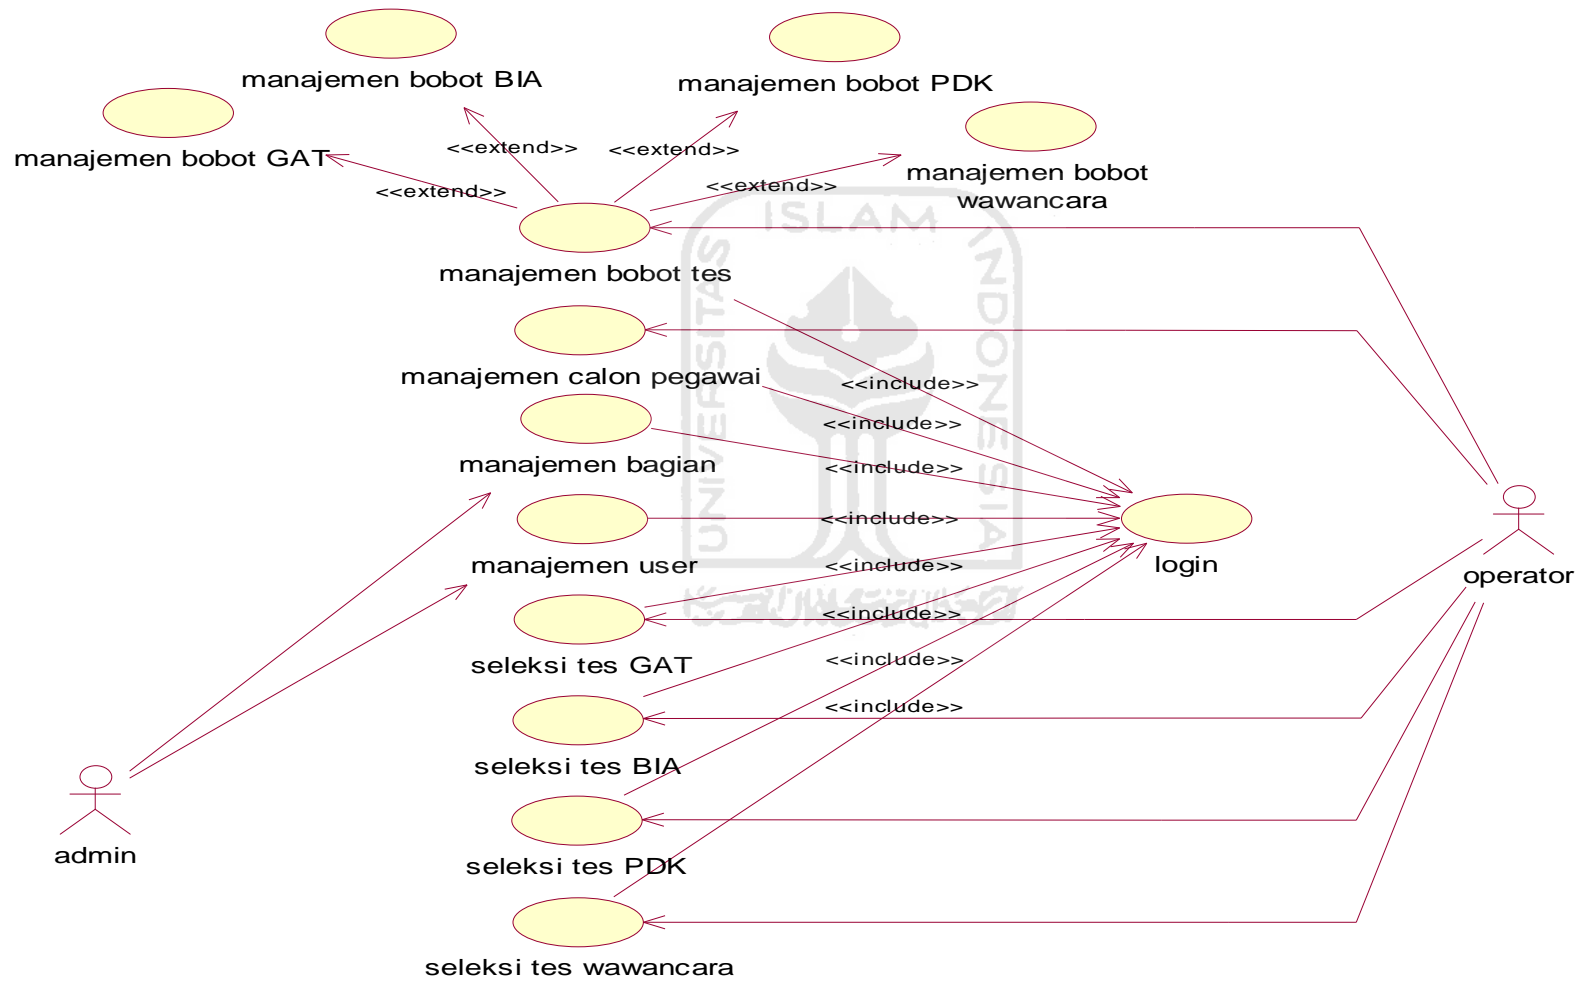 manajemen bobot BIA
manajemen bobot PDK
manajemen bobot GAT
<<extend>>
<<extend>>
<<extend>>
<<extend>>
manajemen bobot
wawancara
ISLAM
UNIVERSITAS
INDONESIA
manajemen bobot tes
manajemen calon pegawai
<<include>>
<<include>>
manajemen bagian
<<include>>
<<include>>
manajemen user
<<include>>
login
operator
seleksi tes GAT
<<include>>
<<include>>
seleksi tes BIA
<<include>>
seleksi tes PDK
admin
seleksi tes wawancara